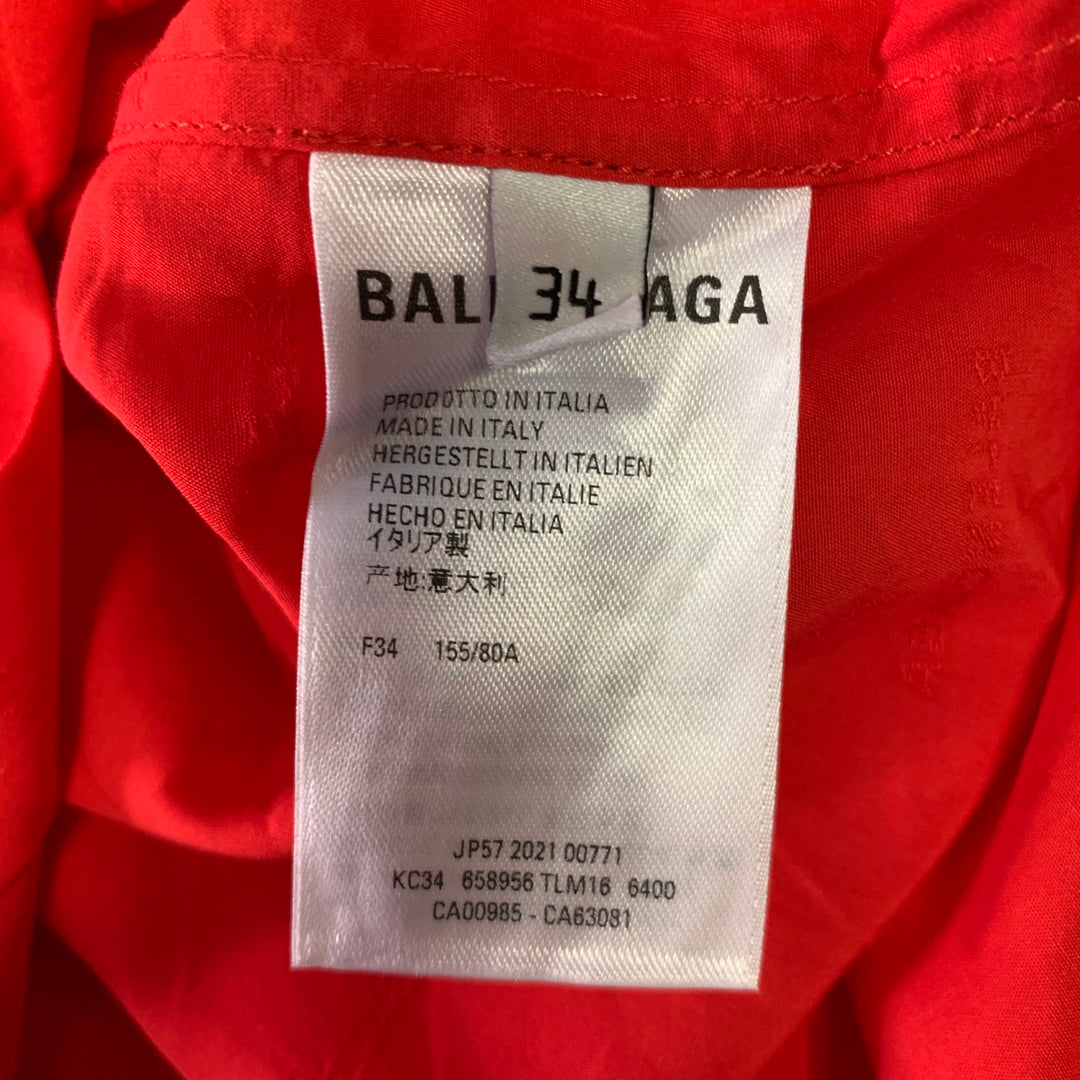 BAL 34 AGA
PRODOTTO IN ITALIA
MADE IN ITALY
HERGESTELLT IN ITALIEN
FABRIQUE EN ITALIE
HECHO EN ITALIA
イタリア製
产地:意大利
F34 155/80A
JP57 2021 00771
KC34 658956 TLM16 6400
CA00985 - CA63081